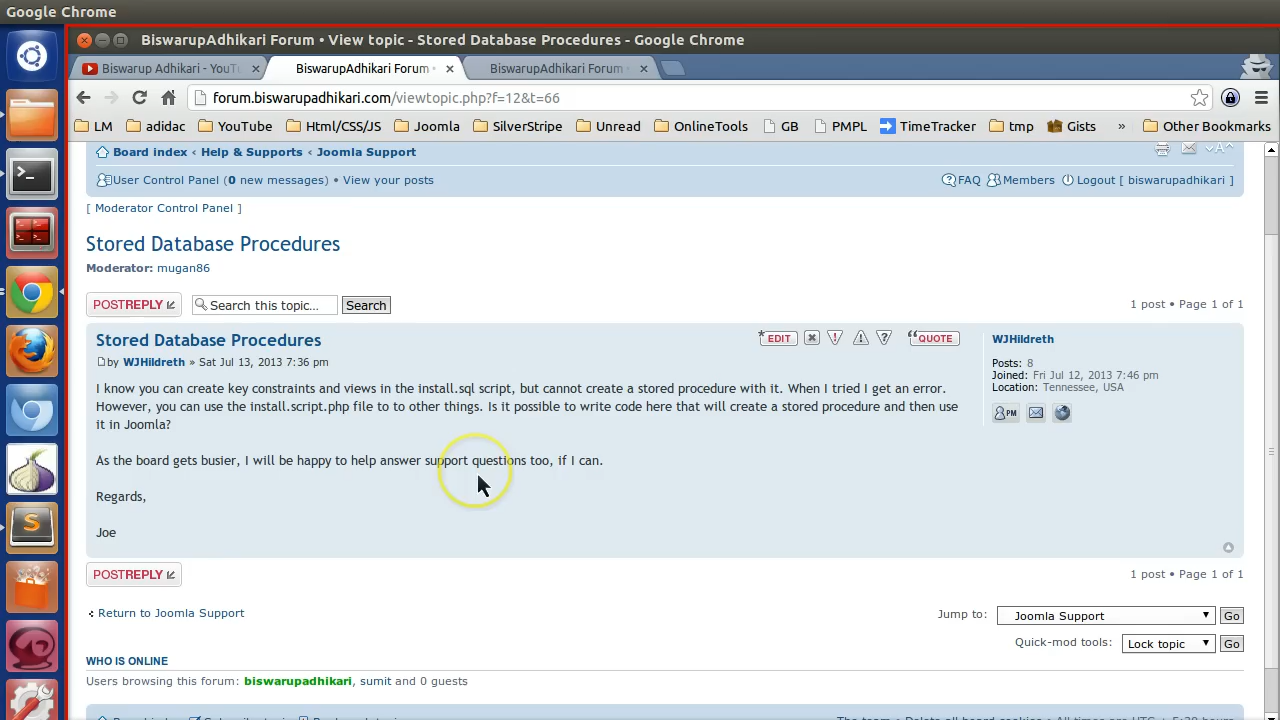 Google Chrome
BiswarupAdhikari Forum • View topic - Stored Database Procedures - Google Chrome
Biswarup Adhikari - YouTu
BiswarupAdhikari Forum •
BiswarupAdhikari Forum
forum.biswarupadhikari.com/viewtopic.php?f=12&t=66
LM adidac YouTube Html/CSS/JS Joomla SilverStripe Unread OnlineTools GB PMPL TimeTracker tmp Gists » Other Bookmarks
Board index ‹ Help & Supports ‹ Joomla Support
User Control Panel (0 new messages) • View your posts
FAQ Members Logout [ biswarupadhikari ]
[ Moderator Control Panel ]
Stored Database Procedures
Moderator: mugan86
POSTREPLY Search this topic... Search
1 post • Page 1 of 1
Stored Database Procedures
EDIT QUOTE
by WJHildreth » Sat Jul 13, 2013 7:36 pm
I know you can create key constraints and views in the install.sql script, but cannot create a stored procedure with it. When I tried I get an error.
However, you can use the install.script.php file to to other things. Is it possible to write code here that will create a stored procedure and then use
it in Joomla?
As the board gets busier, I will be happy to help answer support questions too, if I can.
Regards,
Joe
WJHildreth
Posts: 8
Joined: Fri Jul 12, 2013 7:46 pm
Location: Tennessee, USA
PM
POSTREPLY
1 post • Page 1 of 1
Return to Joomla Support
Jump to: Joomla Support Go
Quick-mod tools: Lock topic Go
WHO IS ONLINE
Users browsing this forum: biswarupadhikari, sumit and 0 guests